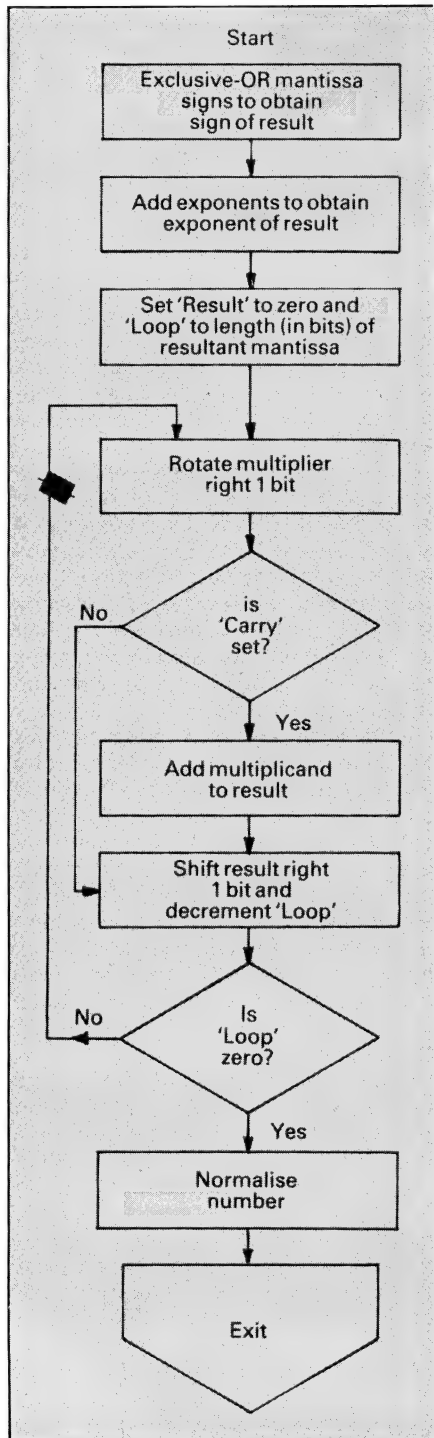 Start
Exclusive-OR mantissa
signs to obtain
sign of result
Add exponents to obtain
exponent of result
Set 'Result' to zero and
'Loop' to length (in bits) of
resultant mantissa
Rotate multiplier
right 1 bit
is
'Carry'
set?
No
Yes
Add multiplicand
to result
Shift result right
1 bit and
decrement 'Loop'
No
Is
'Loop'
zero?
Yes
Normalise
number
Exit